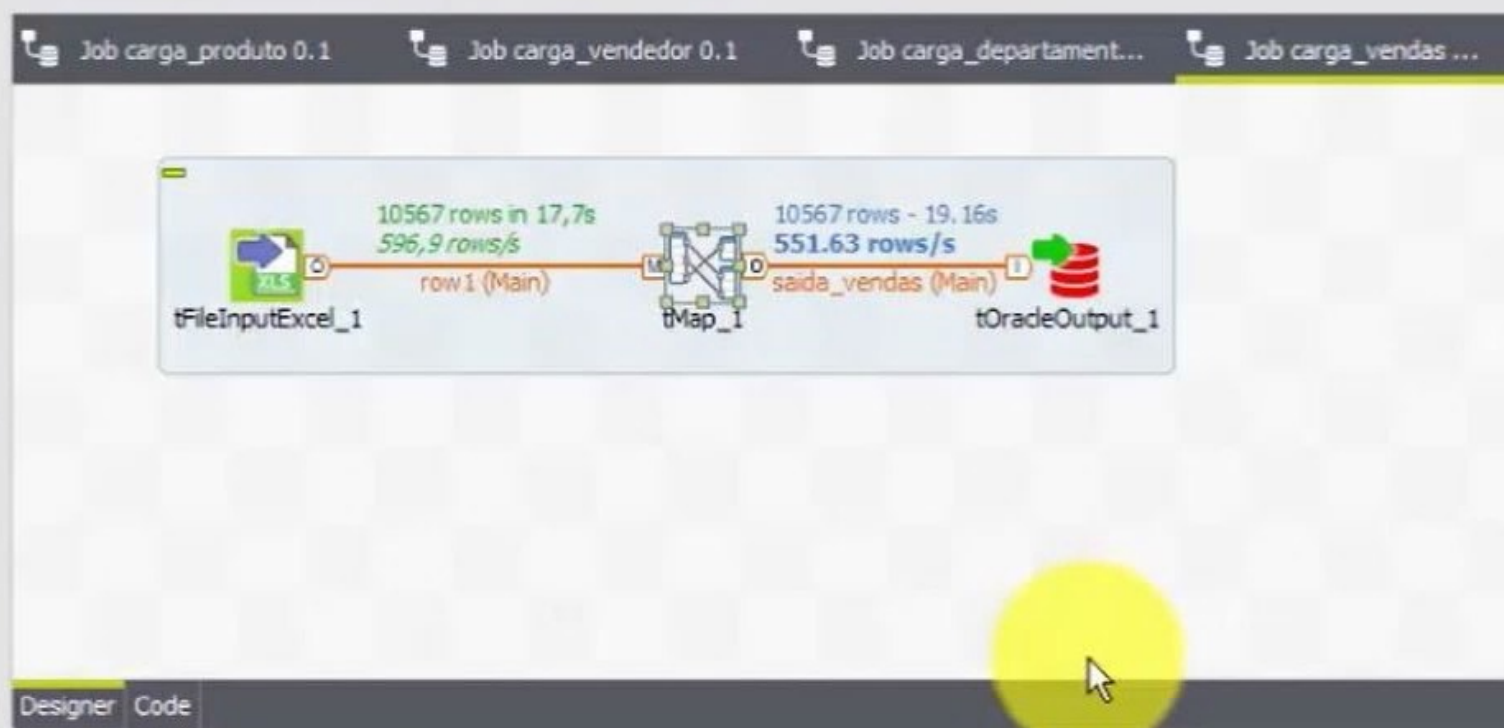 Job carga_produto 0.1
Job carga_vendedor 0.1
Job carga_departament...
Job carga_vendas ...
10567 rows in 17,7s
596,9 rows/s
row1 (Main)
10567 rows - 19.16s
551.63 rows/s
saida_vendas (Main)
O
M
O
I
XLS
tFileInputExcel_1
tMap_1
tOracleOutput_1
Designer
Code